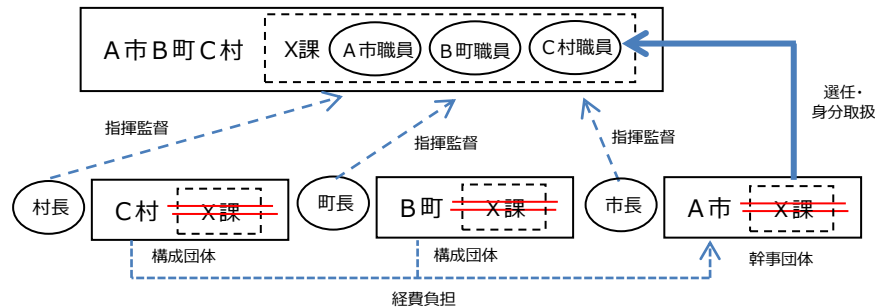 A市B町C村
X課
A市職員
B町職員
C村職員
選任・
身分取扱
指揮監督
指揮監督
指揮監督
村長
C村
X課
町長
B町
X課
市長
A市
X課
構成団体
構成団体
幹事団体
経費負担